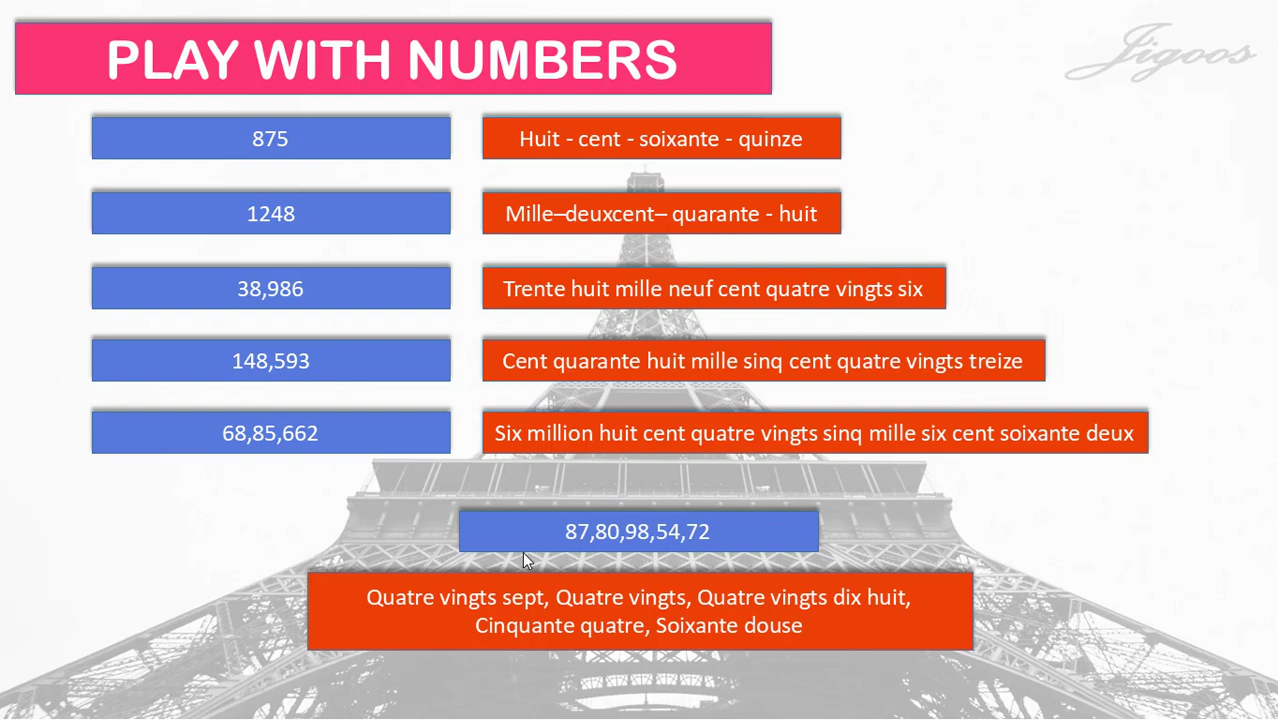 PLAY WITH NUMBERS
Jigoos
875
Huit - cent - soixante - quinze
1248
Mille–deuxcent– quarante - huit
38,986
Trente huit mille neuf cent quatre vingts six
148,593
Cent quarante huit mille sinq cent quatre vingts treize
68,85,662
Six million huit cent quatre vingts sinq mille six cent soixante deux
87,80,98,54,72
Quatre vingts sept, Quatre vingts, Quatre vingts dix huit,
Cinquante quatre, Soixante douse